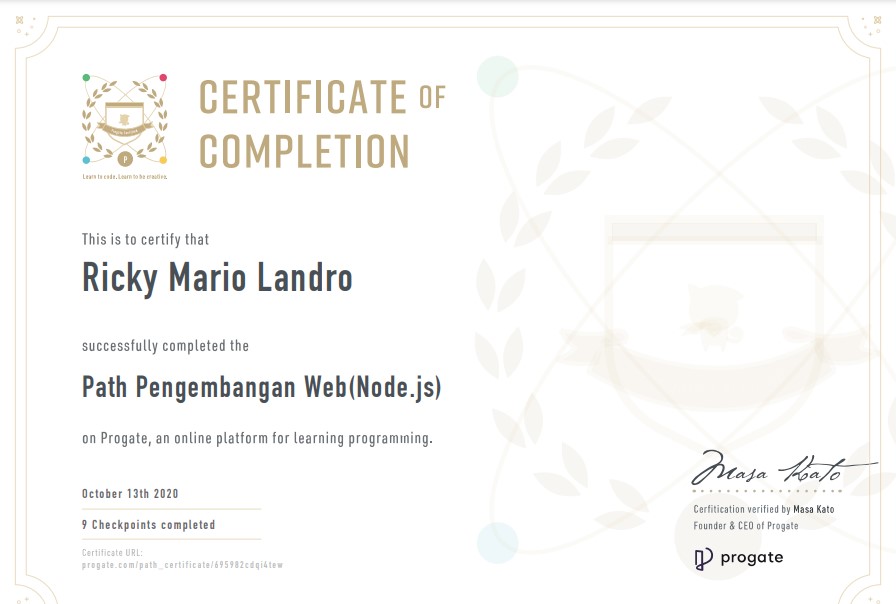 CERTIFICATE OF
COMPLETION
Learn to code, Learn to be creative.
This is to certify that
Ricky Mario Landro
successfully completed the
Path Pengembangan Web(Node.js)
on Progate, an online platform for learning programming.
October 13th 2020
9 Checkpoints completed
Certificate URL:
progate.com/path_certificate/695982cdqi4tew
Masa Kato
Cerfitication verified by Masa Kato
Founder & CEO of Progate
progate